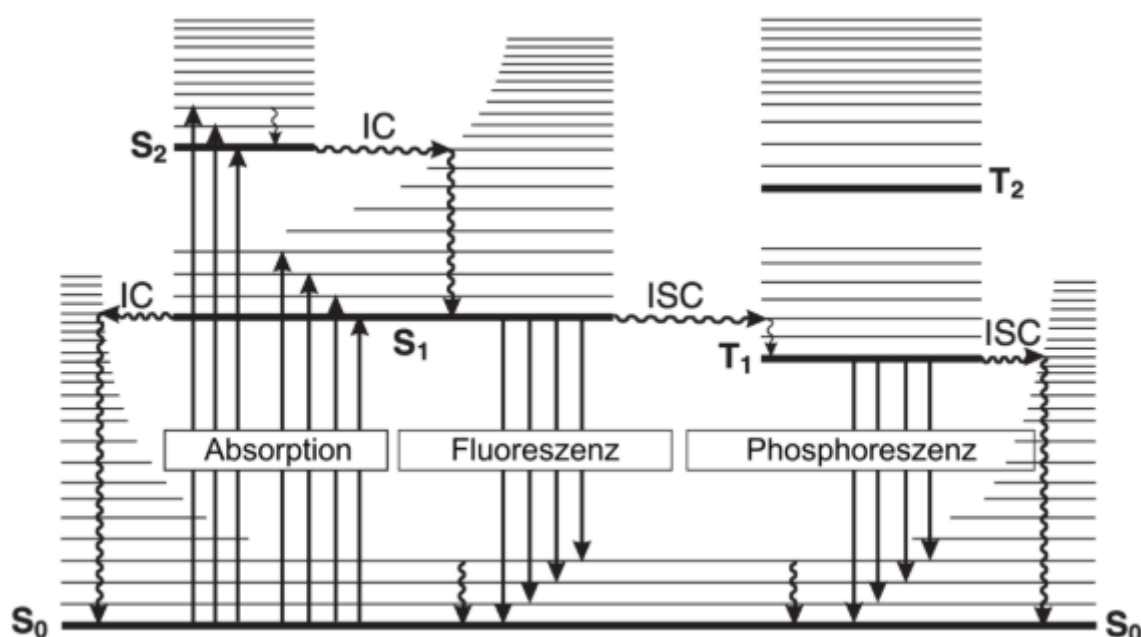 IC
S₂
T₂
IC
ISC
S₁
ISC
T₁
Absorption
Fluoreszenz
Phosphoreszenz
S₀
S₀